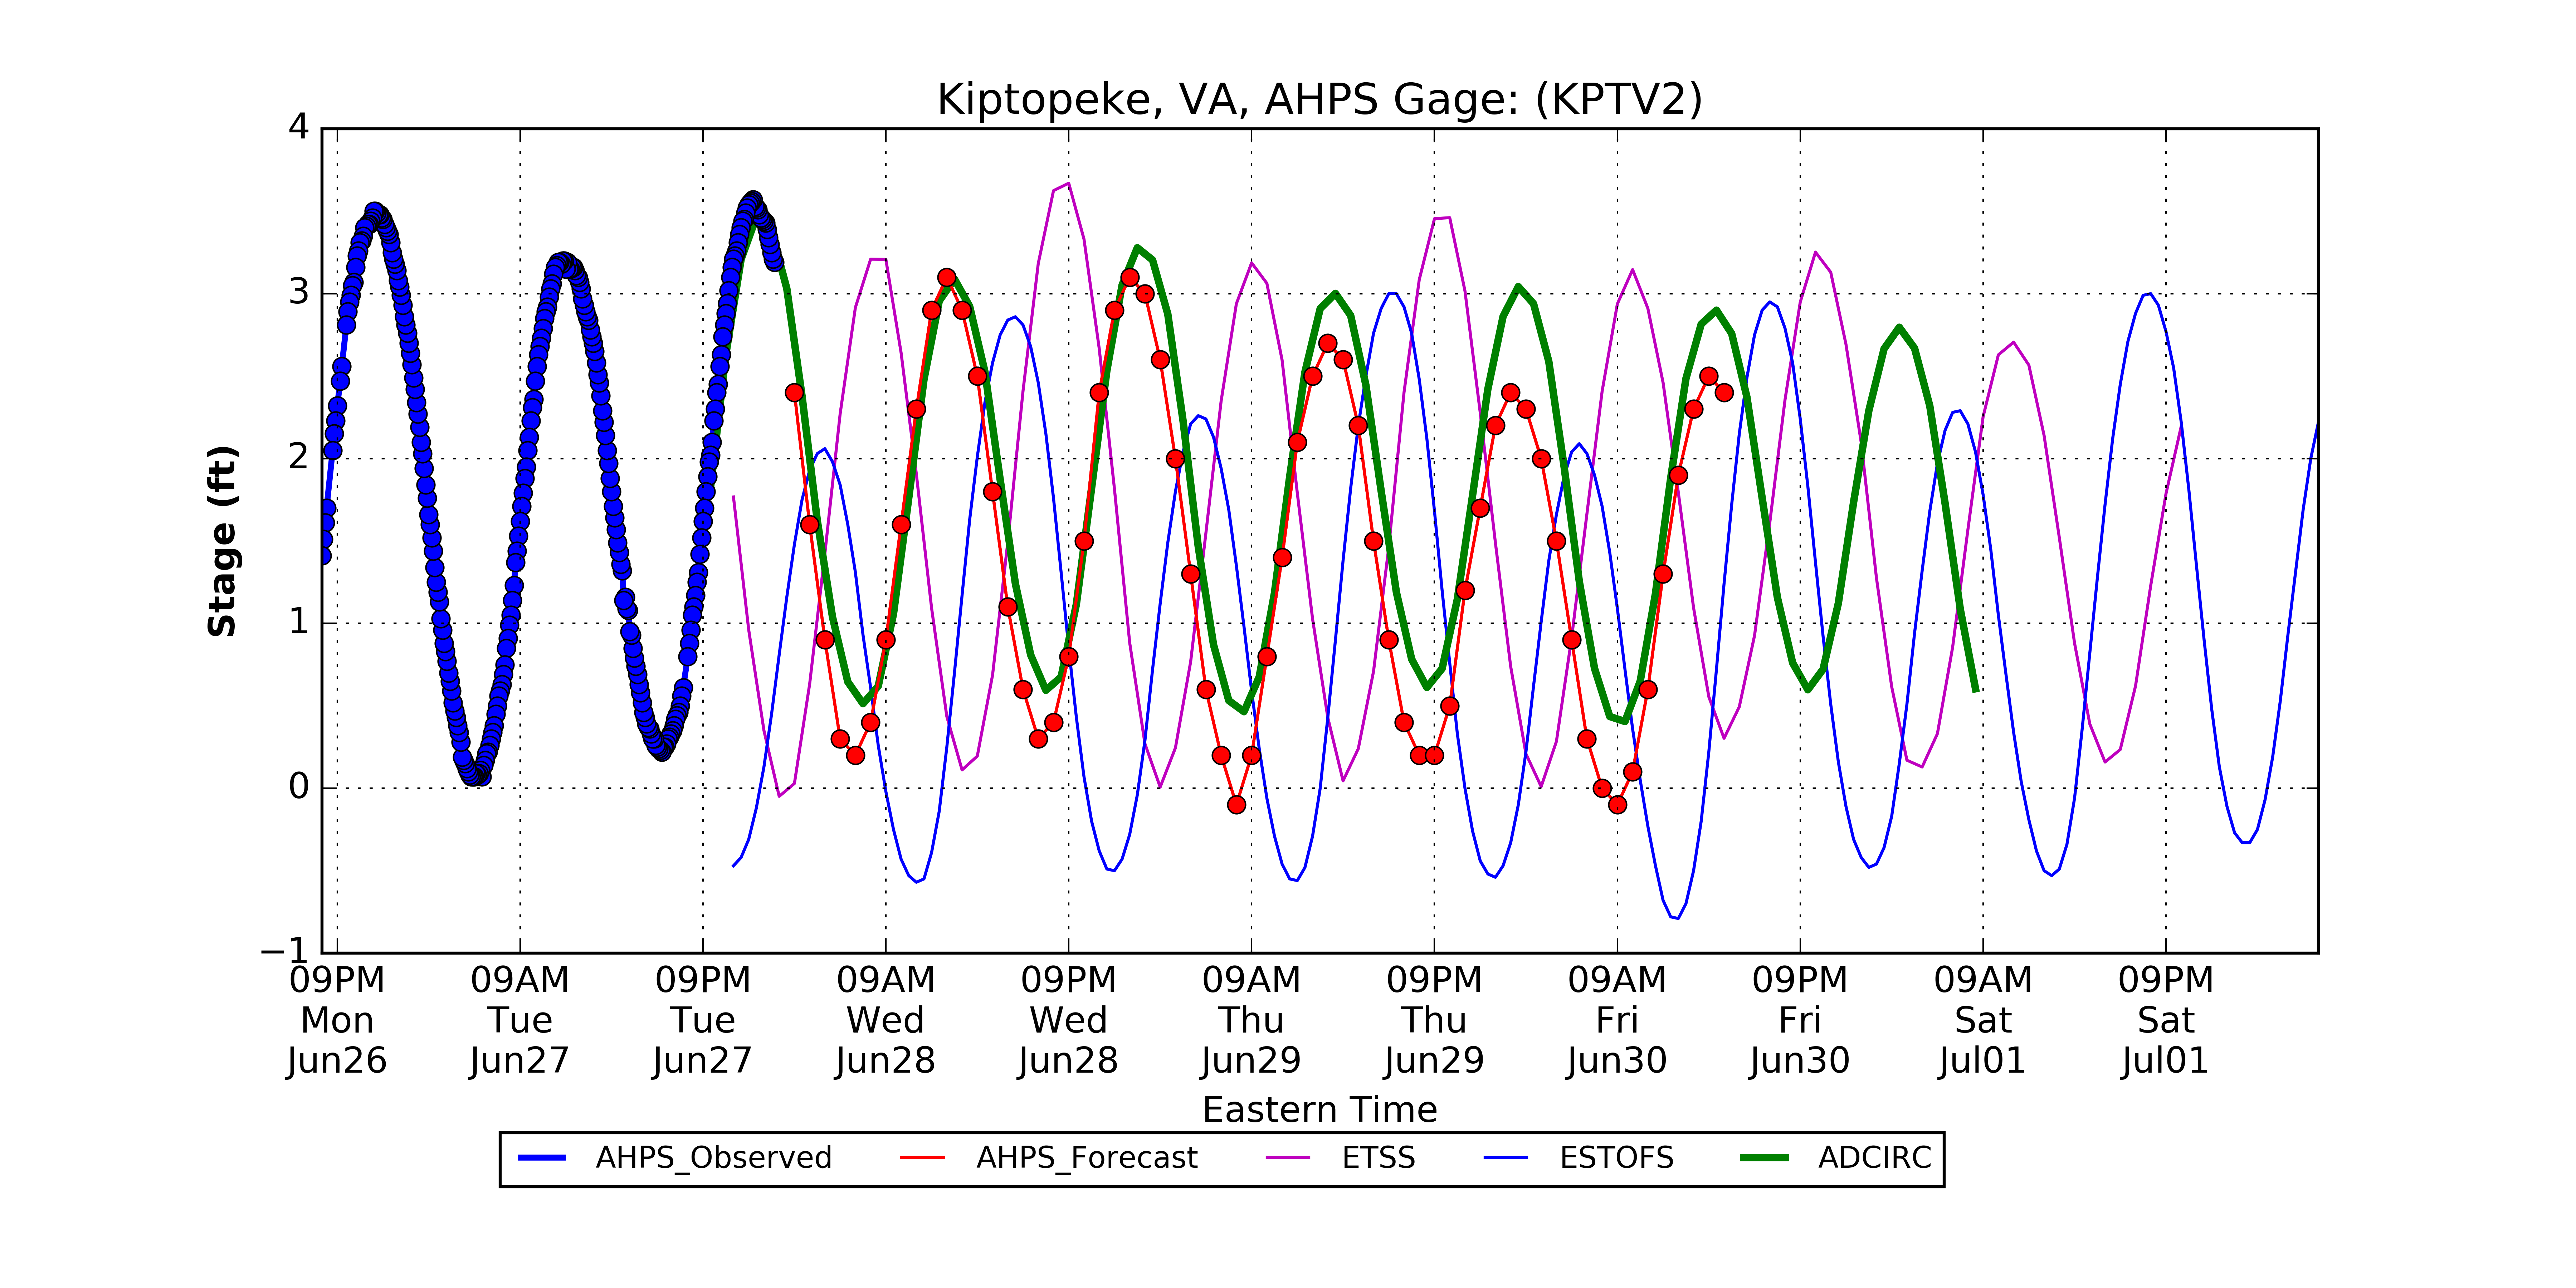 Kiptopeke, VA, AHPS Gage: (KPTV2)
Stage (ft)
4
3
2
1
0
−1
09PM 09AM 09PM 09AM 09PM 09AM 09PM 09AM 09PM 09AM 09PM
Mon Tue Tue Wed Wed Thu Thu Fri Fri Sat Sat
Jun26 Jun27 Jun27 Jun28 Jun28 Jun29 Jun29 Jun30 Jun30 Jul01 Jul01
Eastern Time
AHPS_Observed AHPS_Forecast ETSS ESTOFS ADCIRC